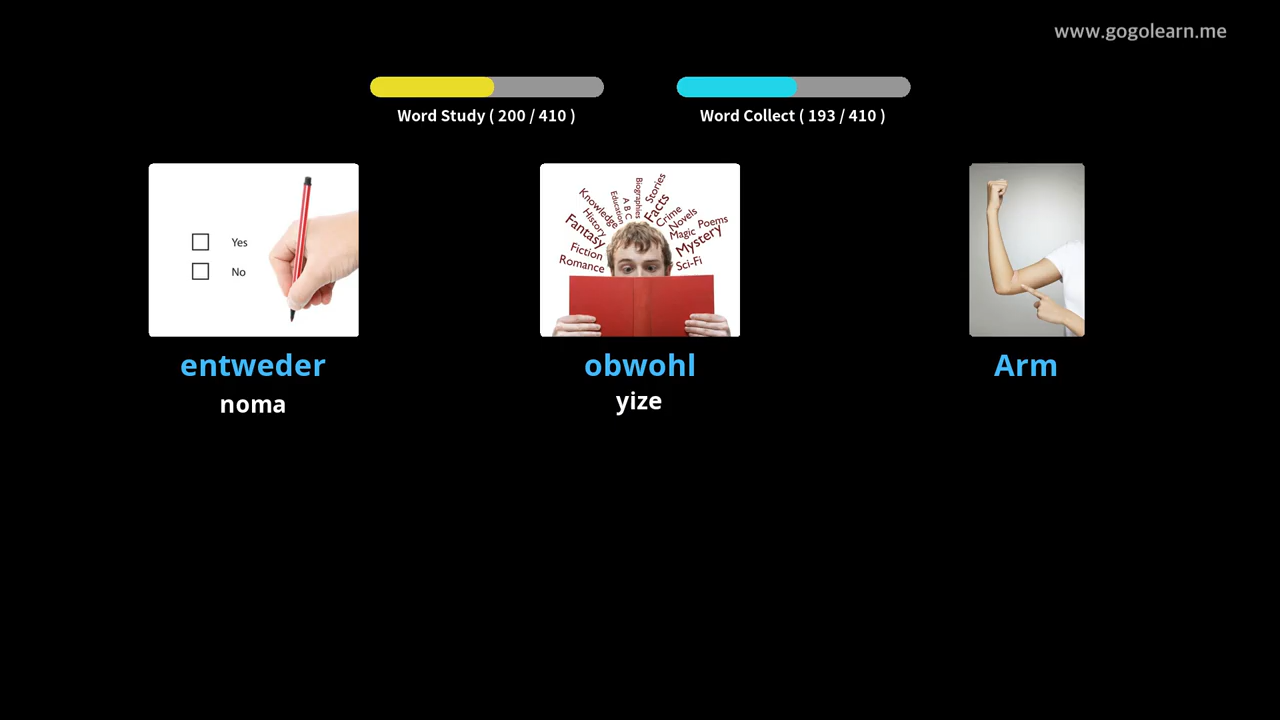 www.gogolearn.me
Word Study ( 200 / 410 )
Word Collect ( 193 / 410 )
Yes
No
Knowledge
History
Fantasy
Fiction
Romance
Education
A B C
Biographies
Stories
Facts
Crime
Novels
Magic
Poems
Mystery
Sci-Fi
entweder
noma
obwohl
yize
Arm